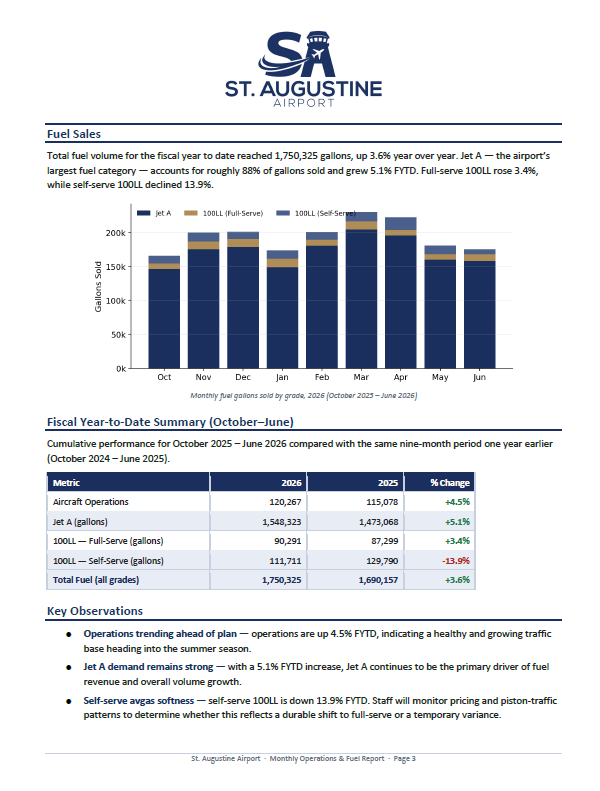 SA
ST. AUGUSTINE
AIRPORT
Fuel Sales
Total fuel volume for the fiscal year to date reached 1,750,325 gallons, up 3.6% year over year. Jet A — the airport's
largest fuel category — accounts for roughly 88% of gallons sold and grew 5.1% FYTD. Full-serve 100LL rose 3.4%,
while self-serve 100LL declined 13.9%.
Jet A 100LL (Full-Serve) 100LL (Self-Serve)
Gallons Sold
200k
150k
100k
50k
0k
Oct Nov Dec Jan Feb Mar Apr May Jun
Monthly fuel gallons sold by grade, 2026 (October 2025 – June 2026)
Fiscal Year-to-Date Summary (October–June)
Cumulative performance for October 2025 – June 2026 compared with the same nine-month period one year earlier
(October 2024 – June 2025).
Metric 2026 2025 % Change
Aircraft Operations 120,267 115,078 +4.5%
Jet A (gallons) 1,548,323 1,473,068 +5.1%
100LL — Full-Serve (gallons) 90,291 87,299 +3.4%
100LL — Self-Serve (gallons) 111,711 129,790 -13.9%
Total Fuel (all grades) 1,750,325 1,690,157 +3.6%
Key Observations
● Operations trending ahead of plan — operations are up 4.5% FYTD, indicating a healthy and growing traffic
base heading into the summer season.
● Jet A demand remains strong — with a 5.1% FYTD increase, Jet A continues to be the primary driver of fuel
revenue and overall volume growth.
● Self-serve avgas softness — self-serve 100LL is down 13.9% FYTD. Staff will monitor pricing and piston-traffic
patterns to determine whether this reflects a durable shift to full-serve or a temporary variance.
St. Augustine Airport · Monthly Operations & Fuel Report · Page 3